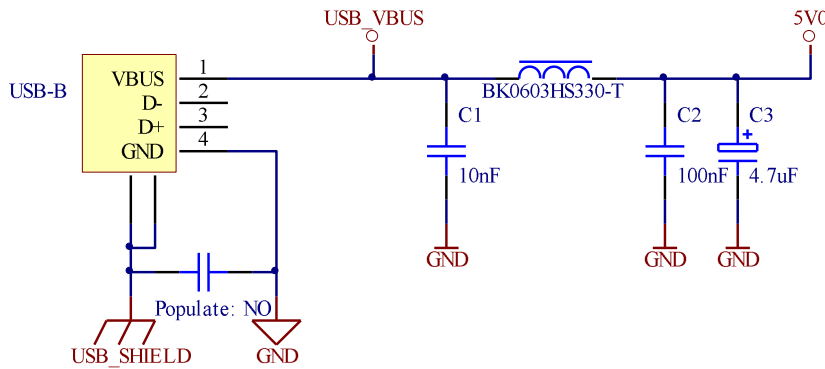 USB_VBUS
5V0
USB-B
VBUS 1
D- 2
D+ 3
GND 4
BK0603HS330-T
C1
10nF
C2
100nF
C3
+
4.7uF
GND
GND
GND
Populate: NO
USB_SHIELD
GND